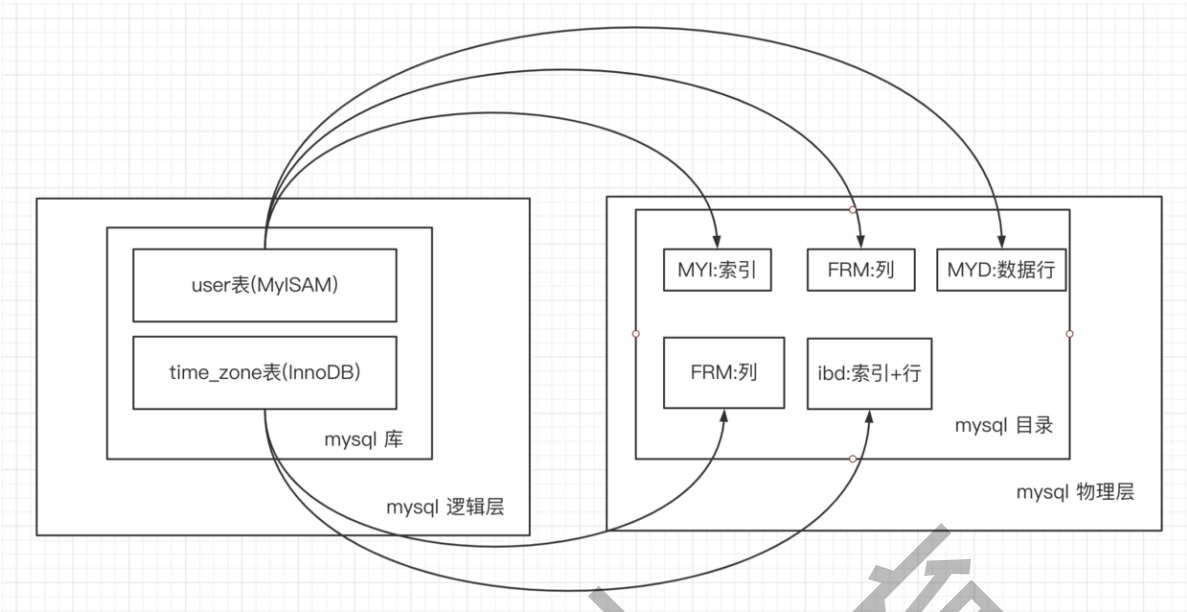 user表(MyISAM)
time_zone表(InnoDB)
mysql 库
mysql 逻辑层
MYI:索引
FRM:列
MYD:数据行
FRM:列
ibd:索引+行
mysql 目录
mysql 物理层